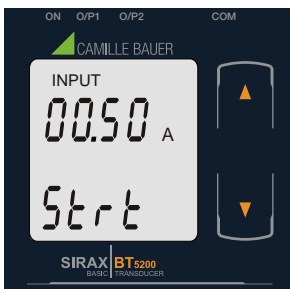 ON O/P1 O/P2 COM
CAMILLE BAUER
INPUT
00.50 A
Strt
SIRAX BT5200
BASIC TRANSDUCER